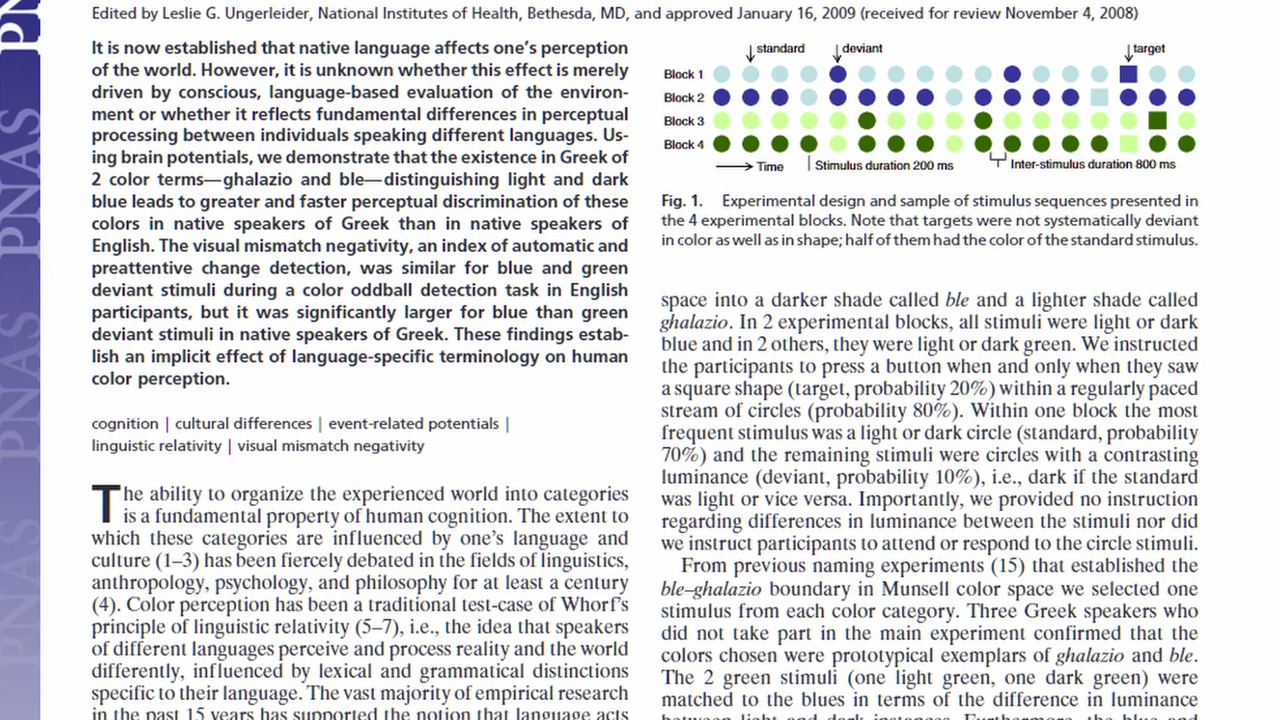 Edited by Leslie G. Ungerleider, National Institutes of Health, Bethesda, MD, and approved January 16, 2009 (received for review November 4, 2008)
It is now established that native language affects one's perception
of the world. However, it is unknown whether this effect is merely
driven by conscious, language-based evaluation of the environ-
ment or whether it reflects fundamental differences in perceptual
processing between individuals speaking different languages. Us-
ing brain potentials, we demonstrate that the existence in Greek of
2 color terms—ghalazio and ble—distinguishing light and dark
blue leads to greater and faster perceptual discrimination of these
colors in native speakers of Greek than in native speakers of
English. The visual mismatch negativity, an index of automatic and
preattentive change detection, was similar for blue and green
deviant stimuli during a color oddball detection task in English
participants, but it was significantly larger for blue than green
deviant stimuli in native speakers of Greek. These findings estab-
lish an implicit effect of language-specific terminology on human
color perception.
cognition | cultural differences | event-related potentials |
linguistic relativity | visual mismatch negativity
The ability to organize the experienced world into categories
is a fundamental property of human cognition. The extent to
which these categories are influenced by one's language and
culture (1–3) has been fiercely debated in the fields of linguistics,
anthropology, psychology, and philosophy for at least a century
(4). Color perception has been a traditional test-case of Whorf's
principle of linguistic relativity (5–7), i.e., the idea that speakers
of different languages perceive and process reality and the world
differently, influenced by lexical and grammatical distinctions
specific to their language. The vast majority of empirical research
in the past 15 years has supported the notion that language acts
standard deviant target
Block 1
Block 2
Block 3
Block 4
Time Stimulus duration 200 ms Inter-stimulus duration 800 ms
Fig. 1. Experimental design and sample of stimulus sequences presented in
the 4 experimental blocks. Note that targets were not systematically deviant
in color as well as in shape; half of them had the color of the standard stimulus.
space into a darker shade called ble and a lighter shade called
ghalazio. In 2 experimental blocks, all stimuli were light or dark
blue and in 2 others, they were light or dark green. We instructed
the participants to press a button when and only when they saw
a square shape (target, probability 20%) within a regularly paced
stream of circles (probability 80%). Within one block the most
frequent stimulus was a light or dark circle (standard, probability
70%) and the remaining stimuli were circles with a contrasting
luminance (deviant, probability 10%), i.e., dark if the standard
was light or vice versa. Importantly, we provided no instruction
regarding differences in luminance between the stimuli nor did
we instruct participants to attend or respond to the circle stimuli.
From previous naming experiments (15) that established the
ble–ghalazio boundary in Munsell color space we selected one
stimulus from each color category. Three Greek speakers who
did not take part in the main experiment confirmed that the
colors chosen were prototypical exemplars of ghalazio and ble.
The 2 green stimuli (one light green, one dark green) were
matched to the blues in terms of the difference in luminance
between light and dark instances. Furthermore, the blue and
PNAS
PNAS
PNAS
PN